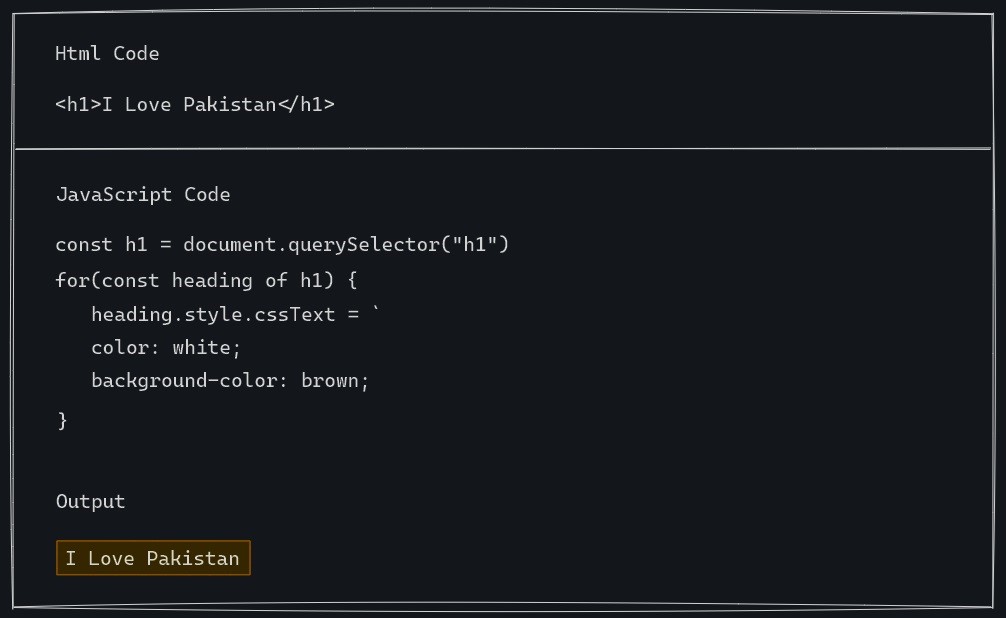 Html Code
<h1>I Love Pakistan</h1>
JavaScript Code
const h1 = document.querySelector("h1")
for(const heading of h1) {
heading.style.cssText = `
color: white;
background-color: brown;
}
Output
I Love Pakistan